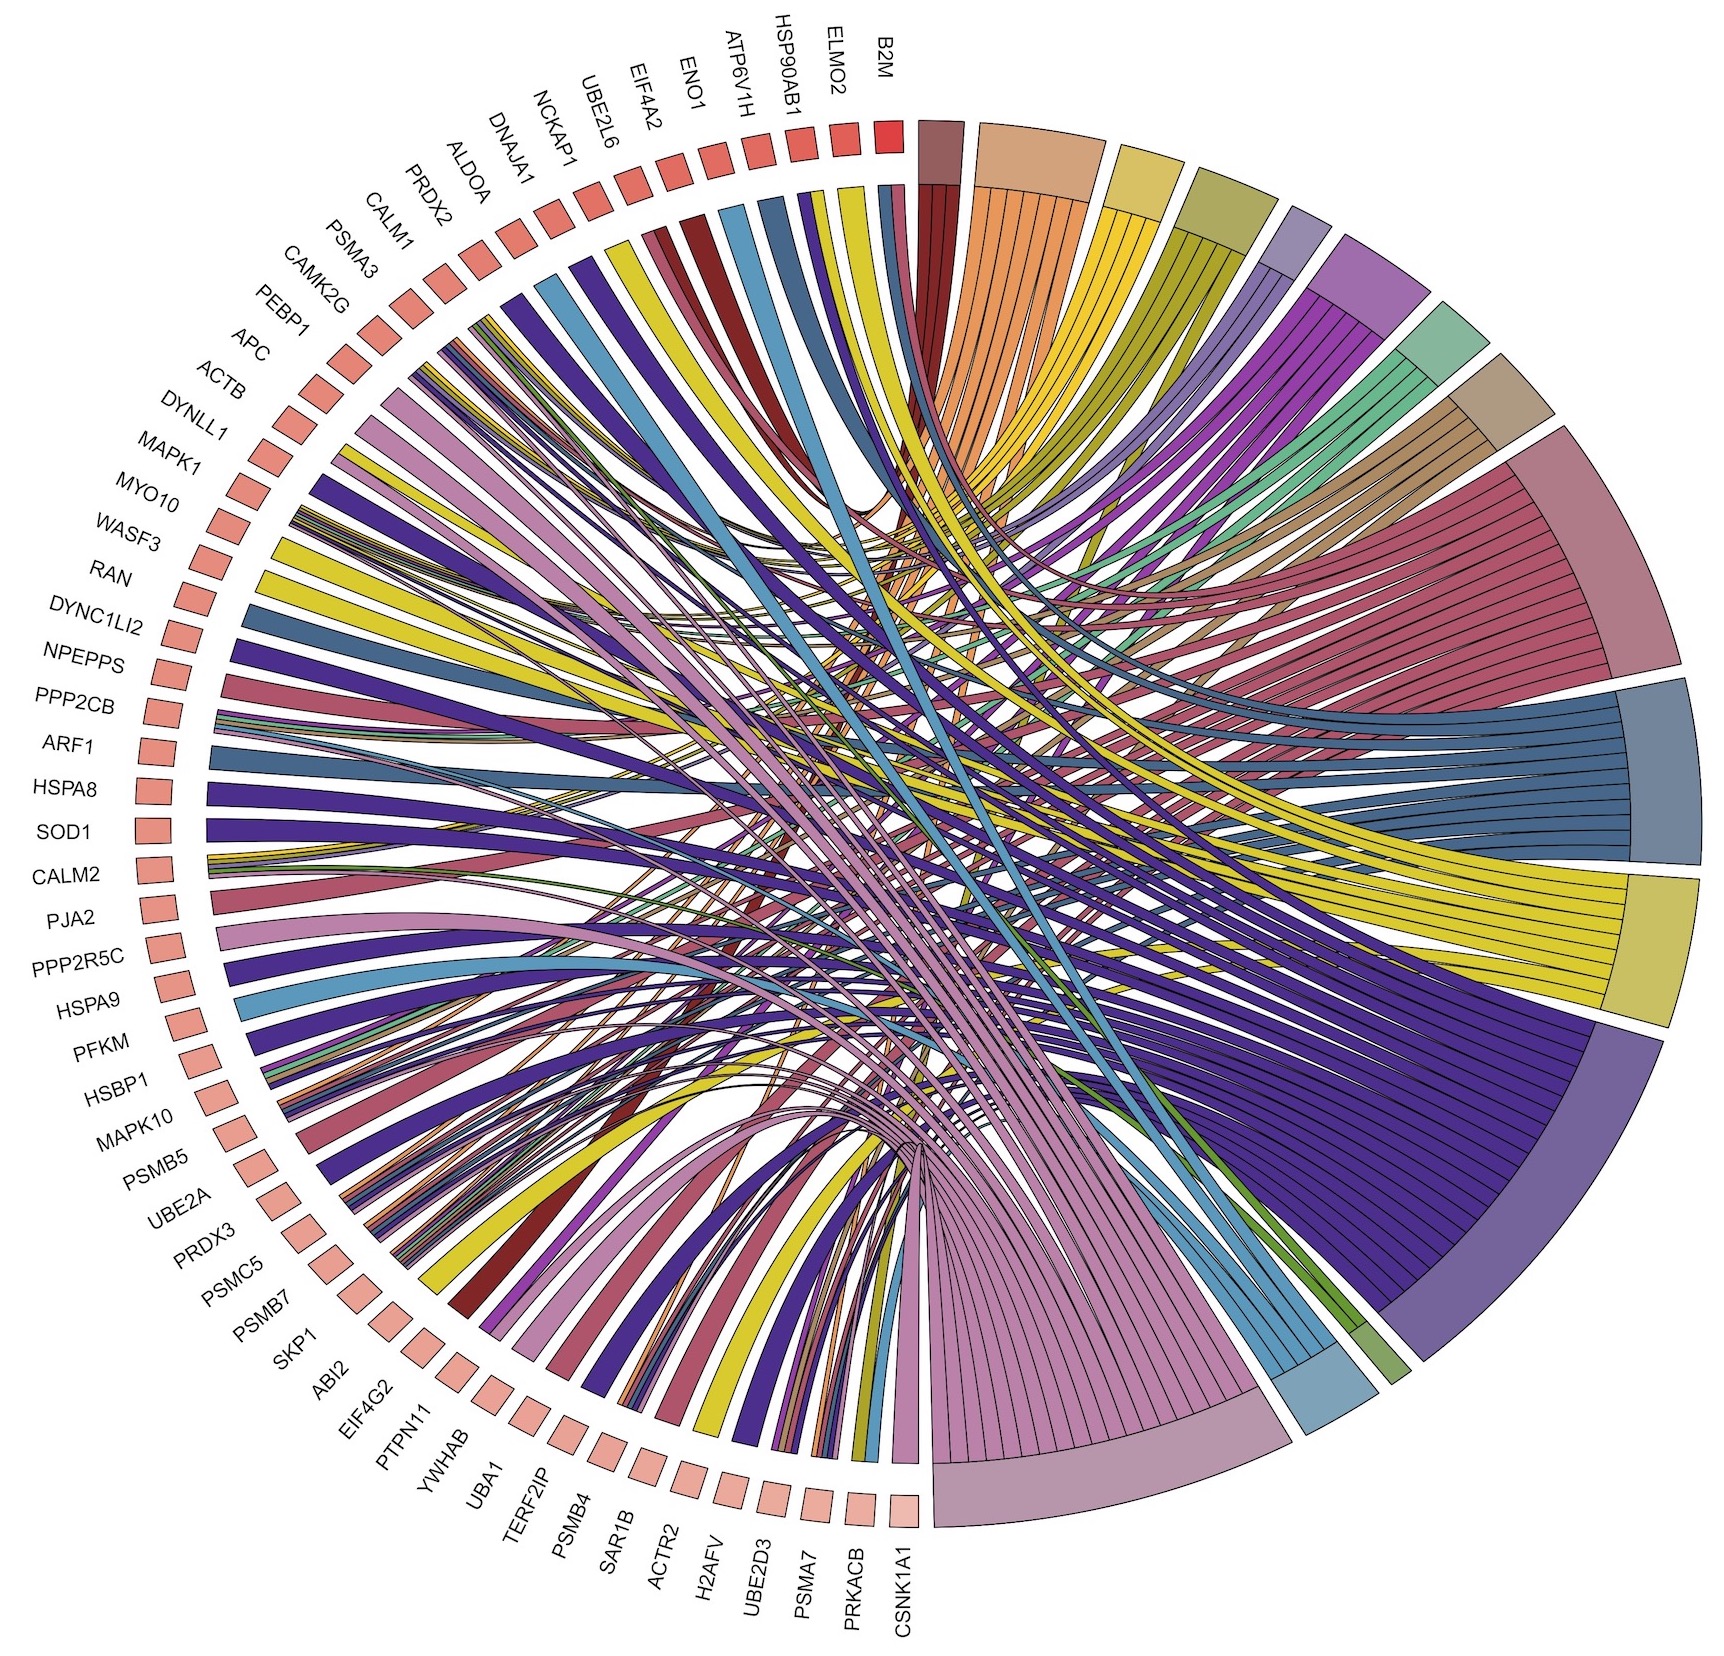 B2M
ELMO2
HSP90AB1
ATP6V1H
ENO1
EIF4A2
UBE2L6
NCKAP1
DNAJA1
ALDOA
PRDX2
CALM1
PSMA3
CAMK2G
PEBP1
APC
ACTB
DYNLL1
MAPK1
MYO10
WASF3
RAN
DYNC1LI2
NPEPPS
PPP2CB
ARF1
HSPA8
SOD1
CALM2
PJA2
PPP2R5C
HSPA9
PFKM
HSBP1
MAPK10
PSMB5
UBE2A
PRDX3
PSMC5
PSMB7
SKP1
ABI2
EIF4G2
PTPN11
YWHAB
UBA1
TERF2IP
PSMB4
SAR1B
ACTR2
H2AFV
UBE2D3
PSMA7
PRKACB
CSNK1A1